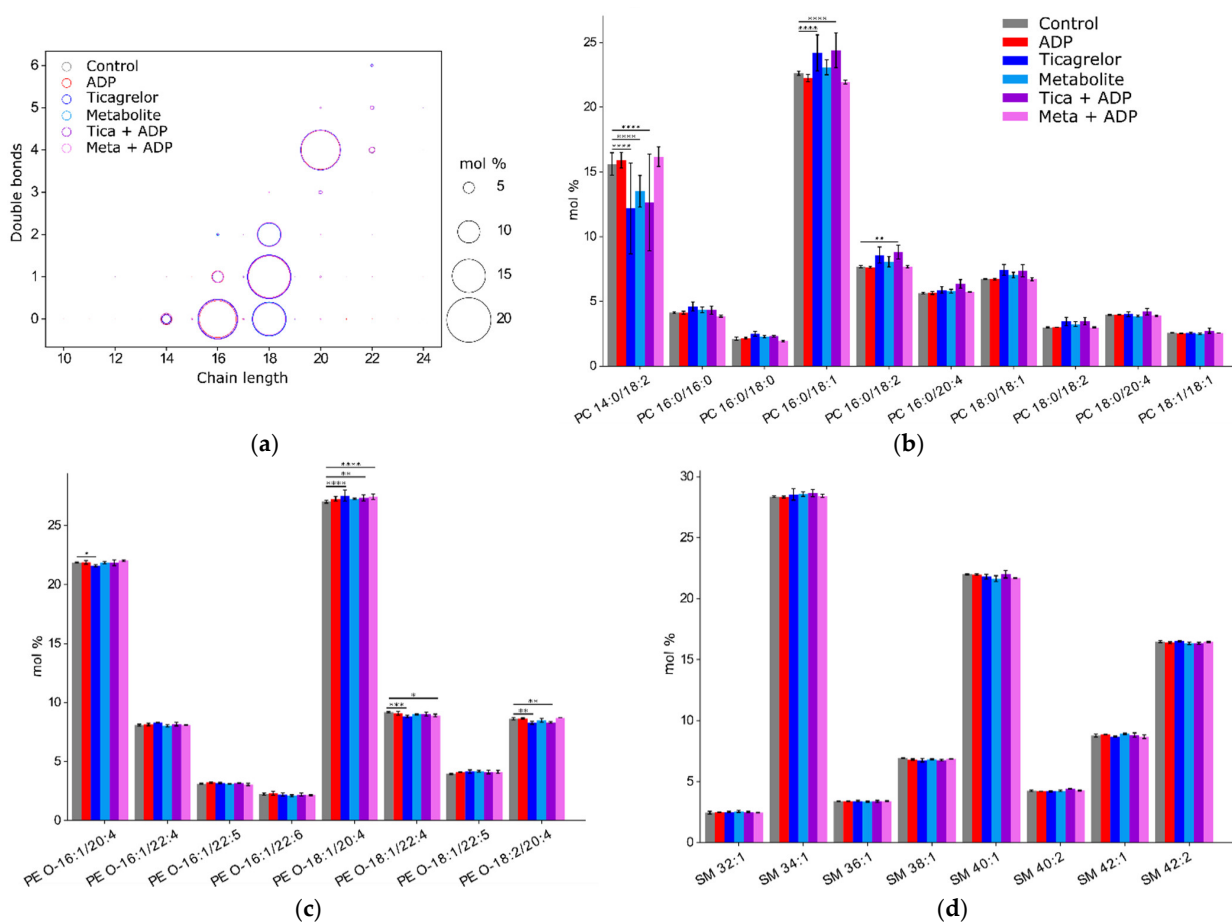 6
5
4
3
2
1
0
Double bonds
Control
ADP
Ticagrelor
Metabolite
Tica + ADP
Meta + ADP
10 12 14 16 18 20 22 24
Chain length
mol %
5
10
15
20
(a)
25
20
15
10
5
0
mol %
**** ****
**** **** ****
**
Control
ADP
Ticagrelor
Metabolite
Tica + ADP
Meta + ADP
PC 14:0/18:2 PC 16:0/16:0 PC 16:0/18:0 PC 16:0/18:1 PC 16:0/18:2 PC 16:0/20:4 PC 18:0/18:1 PC 18:0/18:2 PC 18:0/20:4 PC 18:1/18:1
(b)
25
20
15
10
5
0
mol %
*
****
**
****
*
***
**
**
PE O-16:1/20:4 PE O-16:1/22:4 PE O-16:1/22:5 PE O-16:1/22:6 PE O-18:1/20:4 PE O-18:1/22:4 PE O-18:1/22:5 PE O-18:2/20:4
(c)
30
25
20
15
10
5
0
mol %
SM 32:1 SM 34:1 SM 36:1 SM 38:1 SM 40:1 SM 40:2 SM 42:1 SM 42:2
(d)